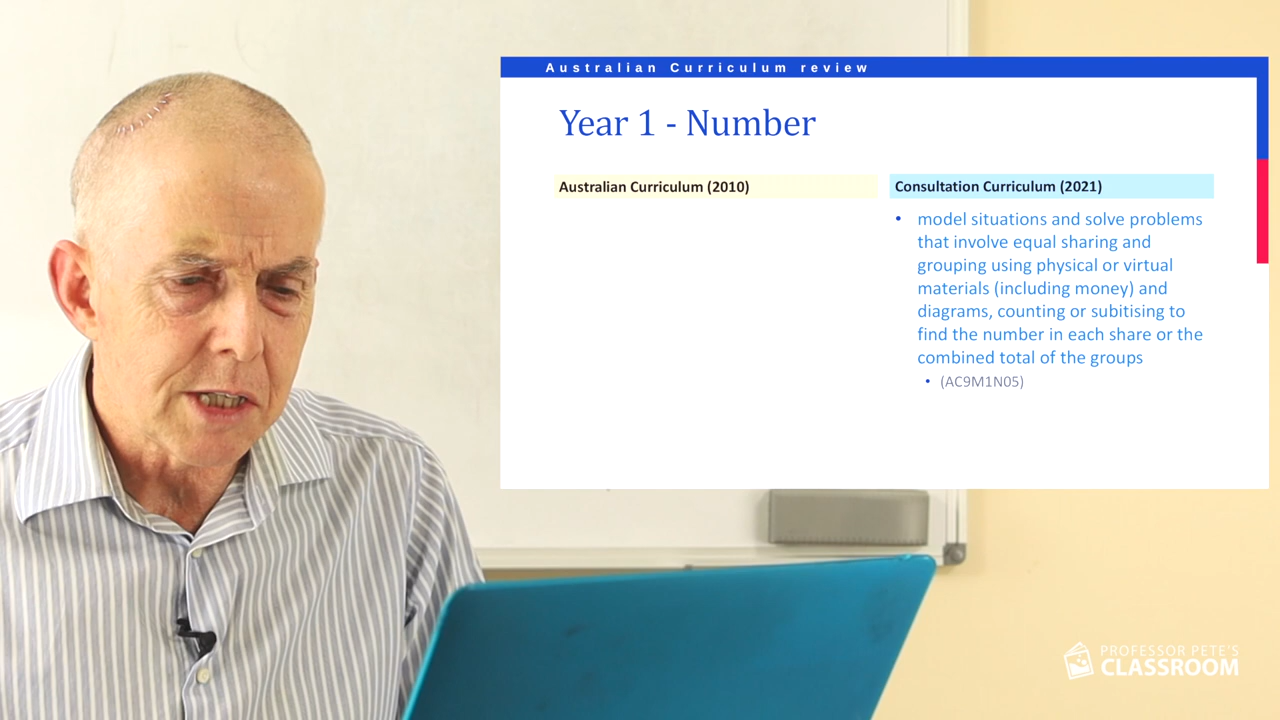 Australian Curriculum review
Year 1 - Number
Australian Curriculum (2010)
Consultation Curriculum (2021)
• model situations and solve problems
that involve equal sharing and
grouping using physical or virtual
materials (including money) and
diagrams, counting or subitising to
find the number in each share or the
combined total of the groups
• (AC9M1N05)
PROFESSOR PETE'S
CLASSROOM